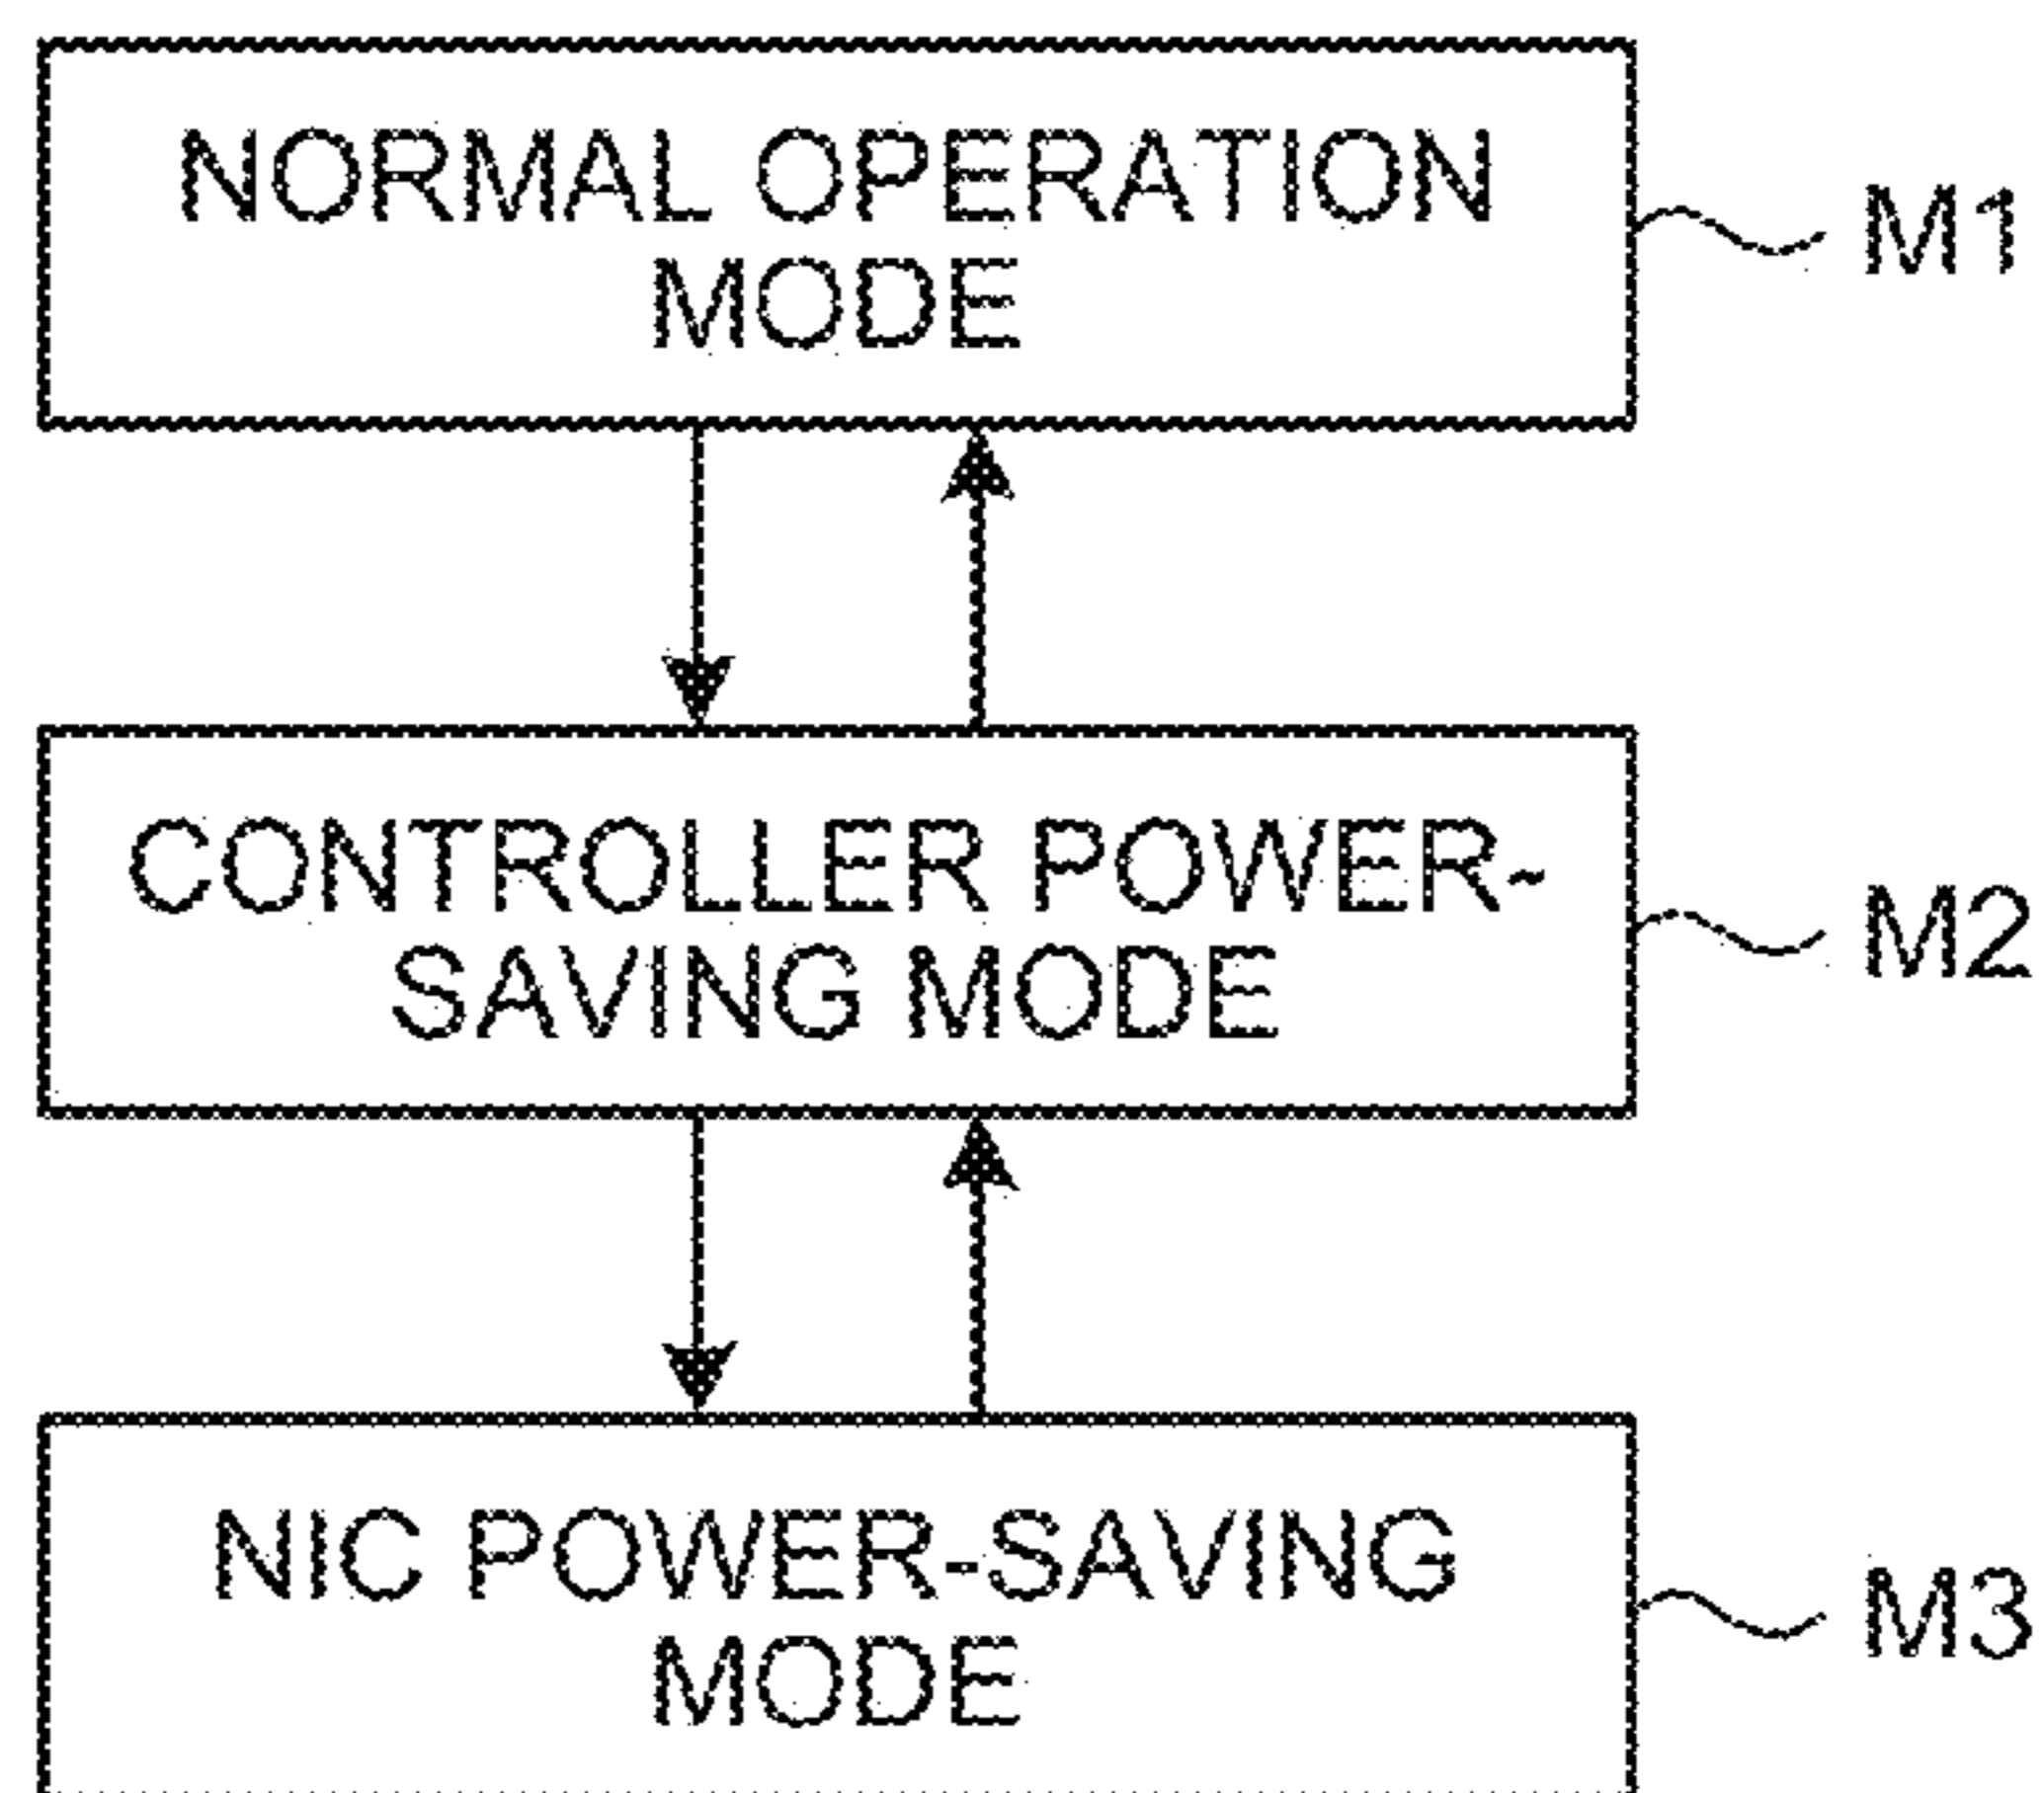 NORMAL OPERATION
MODE
M1
CONTROLLER POWER-
SAVING MODE
M2
NIC POWER-SAVING
MODE
M3